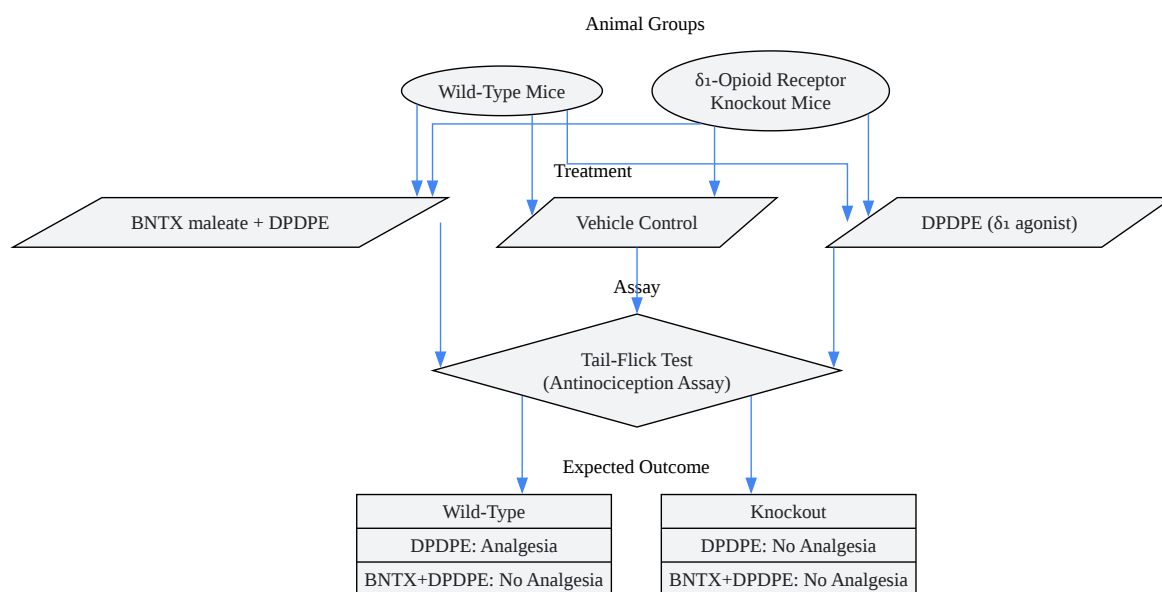 Animal Groups
Wild-Type Mice
δ₁-Opioid Receptor
Knockout Mice
Treatment
BNTX maleate + DPDPE
Vehicle Control
DPDPE (δ₁ agonist)
Assay
Tail-Flick Test
(Antinociception Assay)
Expected Outcome
Wild-Type
DPDPE: Analgesia
BNTX+DPDPE: No Analgesia
Knockout
DPDPE: No Analgesia
BNTX+DPDPE: No Analgesia